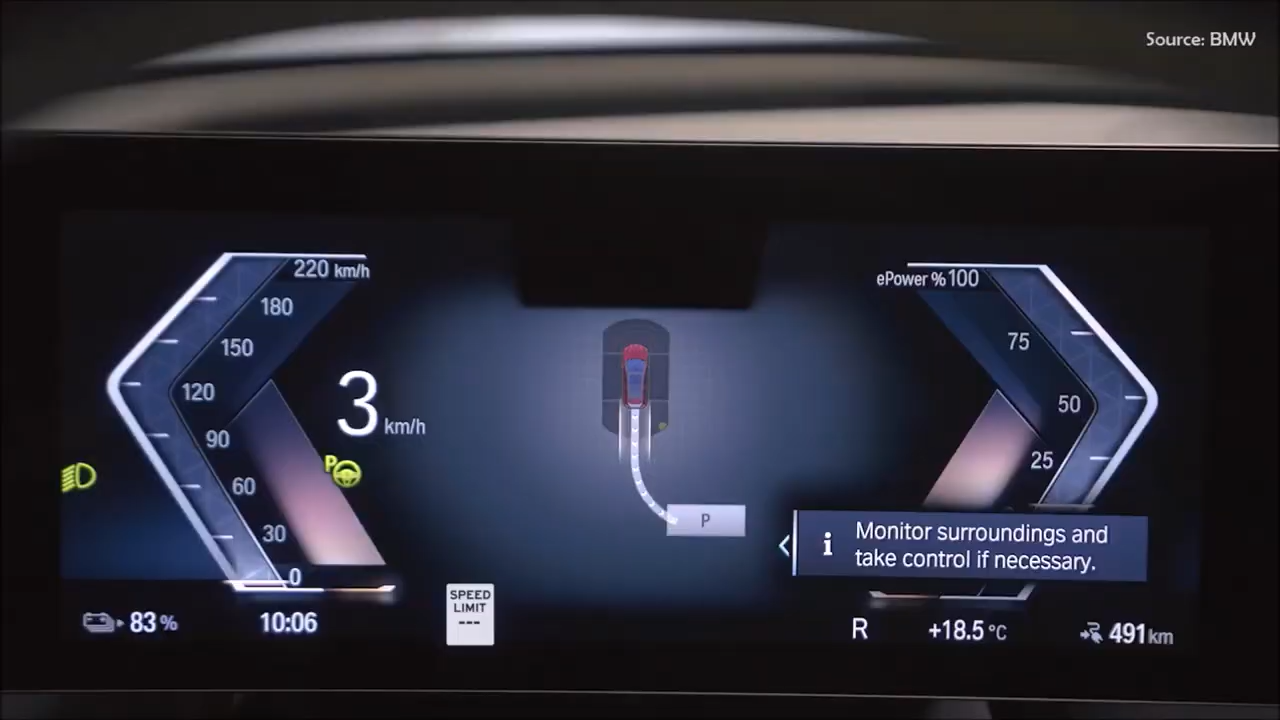 Source: BMW
220 km/h
180
150
120
90
60
30
0
3 km/h
P
P
ePower % 100
75
50
25
i Monitor surroundings and
take control if necessary.
83 %
10:06
SPEED
LIMIT
---
R
+18.5 °C
491 km